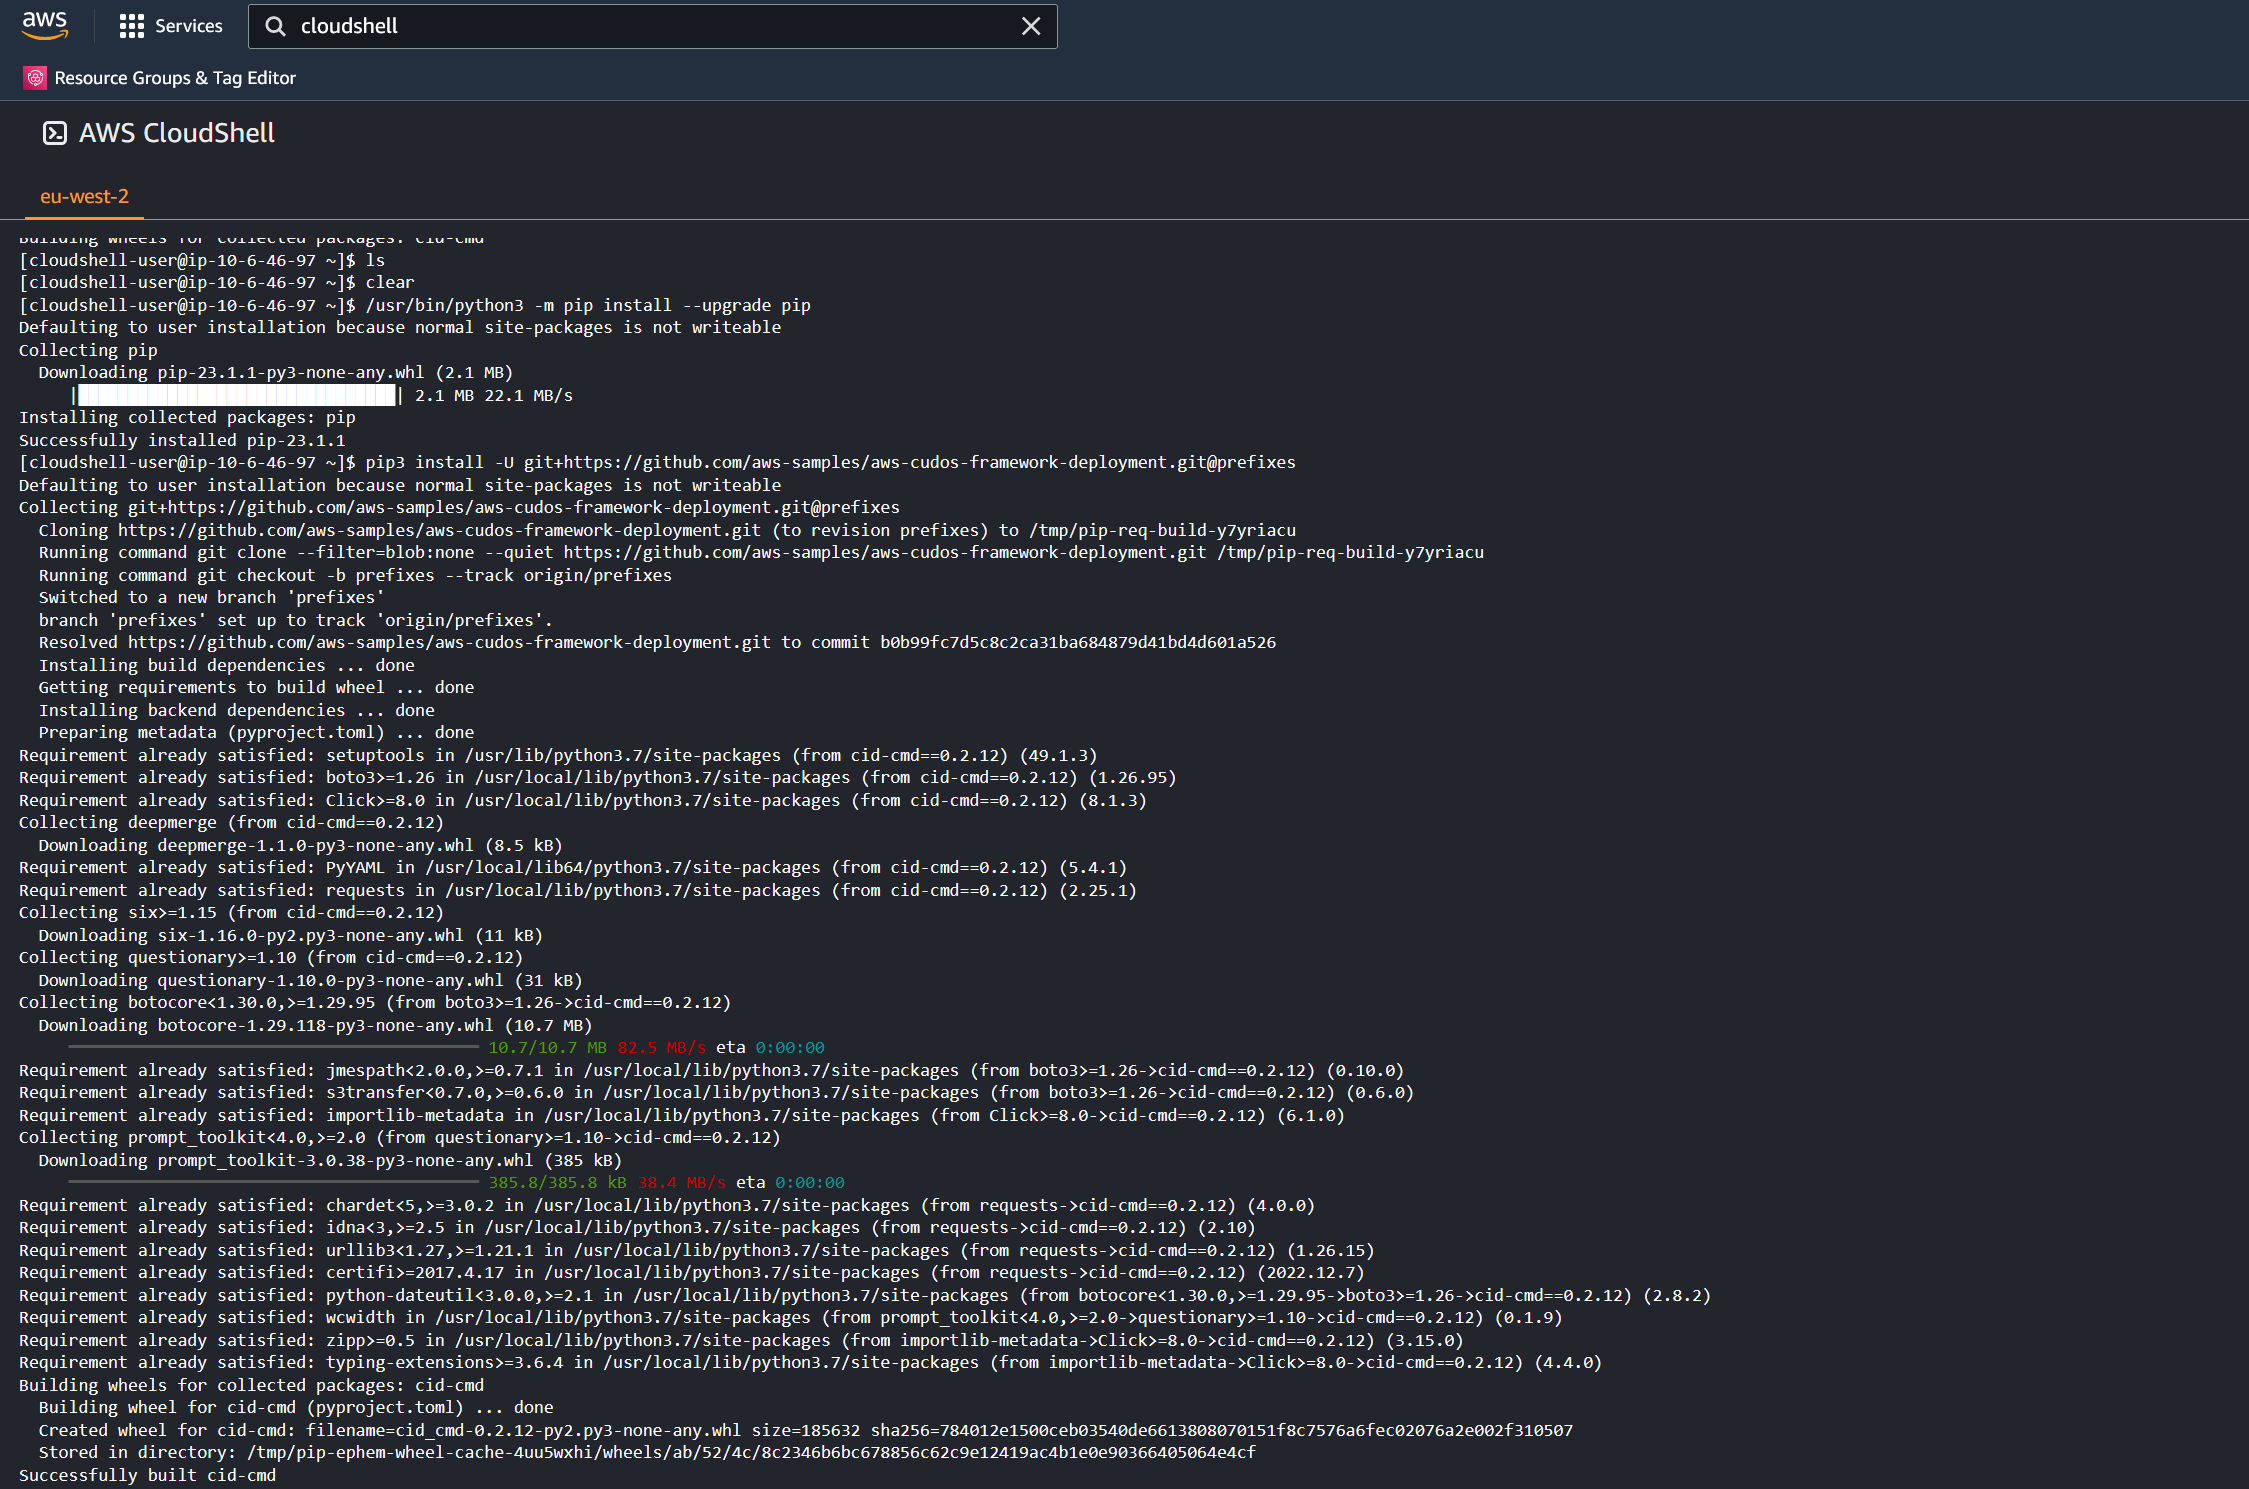 aws
Services
cloudshell
Resource Groups & Tag Editor
AWS CloudShell
eu-west-2
Building wheels for collected packages: cid-cmd
[cloudshell-user@ip-10-6-46-97 ~]$ ls
[cloudshell-user@ip-10-6-46-97 ~]$ clear
[cloudshell-user@ip-10-6-46-97 ~]$ /usr/bin/python3 -m pip install --upgrade pip
Defaulting to user installation because normal site-packages is not writeable
Collecting pip
  Downloading pip-23.1.1-py3-none-any.whl (2.1 MB)
     |████████████████████████████████| 2.1 MB 22.1 MB/s
Installing collected packages: pip
Successfully installed pip-23.1.1
[cloudshell-user@ip-10-6-46-97 ~]$ pip3 install -U git+https://github.com/aws-samples/aws-cudos-framework-deployment.git@prefixes
Defaulting to user installation because normal site-packages is not writeable
Collecting git+https://github.com/aws-samples/aws-cudos-framework-deployment.git@prefixes
  Cloning https://github.com/aws-samples/aws-cudos-framework-deployment.git (to revision prefixes) to /tmp/pip-req-build-y7yriacu
  Running command git clone --filter=blob:none --quiet https://github.com/aws-samples/aws-cudos-framework-deployment.git /tmp/pip-req-build-y7yriacu
  Running command git checkout -b prefixes --track origin/prefixes
  Switched to a new branch 'prefixes'
  branch 'prefixes' set up to track 'origin/prefixes'.
  Resolved https://github.com/aws-samples/aws-cudos-framework-deployment.git to commit b0b99fc7d5c8c2ca31ba684879d41bd4d601a526
  Installing build dependencies ... done
  Getting requirements to build wheel ... done
  Installing backend dependencies ... done
  Preparing metadata (pyproject.toml) ... done
Requirement already satisfied: setuptools in /usr/lib/python3.7/site-packages (from cid-cmd==0.2.12) (49.1.3)
Requirement already satisfied: boto3>=1.26 in /usr/local/lib/python3.7/site-packages (from cid-cmd==0.2.12) (1.26.95)
Requirement already satisfied: Click>=8.0 in /usr/local/lib/python3.7/site-packages (from cid-cmd==0.2.12) (8.1.3)
Collecting deepmerge (from cid-cmd==0.2.12)
  Downloading deepmerge-1.1.0-py3-none-any.whl (8.5 kB)
Requirement already satisfied: PyYAML in /usr/local/lib64/python3.7/site-packages (from cid-cmd==0.2.12) (5.4.1)
Requirement already satisfied: requests in /usr/local/lib/python3.7/site-packages (from cid-cmd==0.2.12) (2.25.1)
Collecting six>=1.15 (from cid-cmd==0.2.12)
  Downloading six-1.16.0-py2.py3-none-any.whl (11 kB)
Collecting questionary>=1.10 (from cid-cmd==0.2.12)
  Downloading questionary-1.10.0-py3-none-any.whl (31 kB)
Collecting botocore<1.30.0,>=1.29.95 (from boto3>=1.26->cid-cmd==0.2.12)
  Downloading botocore-1.29.118-py3-none-any.whl (10.7 MB)
10.7/10.7 MB 82.5 MB/s eta 0:00:00
Requirement already satisfied: jmespath<2.0.0,>=0.7.1 in /usr/local/lib/python3.7/site-packages (from boto3>=1.26->cid-cmd==0.2.12) (0.10.0)
Requirement already satisfied: s3transfer<0.7.0,>=0.6.0 in /usr/local/lib/python3.7/site-packages (from boto3>=1.26->cid-cmd==0.2.12) (0.6.0)
Requirement already satisfied: importlib-metadata in /usr/local/lib/python3.7/site-packages (from Click>=8.0->cid-cmd==0.2.12) (6.1.0)
Collecting prompt_toolkit<4.0,>=2.0 (from questionary>=1.10->cid-cmd==0.2.12)
  Downloading prompt_toolkit-3.0.38-py3-none-any.whl (385 kB)
385.8/385.8 kB 38.4 MB/s eta 0:00:00
Requirement already satisfied: chardet<5,>=3.0.2 in /usr/local/lib/python3.7/site-packages (from requests->cid-cmd==0.2.12) (4.0.0)
Requirement already satisfied: idna<3,>=2.5 in /usr/local/lib/python3.7/site-packages (from requests->cid-cmd==0.2.12) (2.10)
Requirement already satisfied: urllib3<1.27,>=1.21.1 in /usr/local/lib/python3.7/site-packages (from requests->cid-cmd==0.2.12) (1.26.15)
Requirement already satisfied: certifi>=2017.4.17 in /usr/local/lib/python3.7/site-packages (from requests->cid-cmd==0.2.12) (2022.12.7)
Requirement already satisfied: python-dateutil<3.0.0,>=2.1 in /usr/local/lib/python3.7/site-packages (from botocore<1.30.0,>=1.29.95->boto3>=1.26->cid-cmd==0.2.12) (2.8.2)
Requirement already satisfied: wcwidth in /usr/local/lib/python3.7/site-packages (from prompt_toolkit<4.0,>=2.0->questionary>=1.10->cid-cmd==0.2.12) (0.1.9)
Requirement already satisfied: zipp>=0.5 in /usr/local/lib/python3.7/site-packages (from importlib-metadata->Click>=8.0->cid-cmd==0.2.12) (3.15.0)
Requirement already satisfied: typing-extensions>=3.6.4 in /usr/local/lib/python3.7/site-packages (from importlib-metadata->Click>=8.0->cid-cmd==0.2.12) (4.4.0)
Building wheels for collected packages: cid-cmd
  Building wheel for cid-cmd (pyproject.toml) ... done
  Created wheel for cid-cmd: filename=cid_cmd-0.2.12-py2.py3-none-any.whl size=185632 sha256=784012e1500ceb03540de6613808070151f8c7576a6fec02076a2e002f310507
  Stored in directory: /tmp/pip-ephem-wheel-cache-4uu5wxhi/wheels/ab/52/4c/8c2346b6bc678856c62c9e12419ac4b1e0e90366405064e4cf
Successfully built cid-cmd